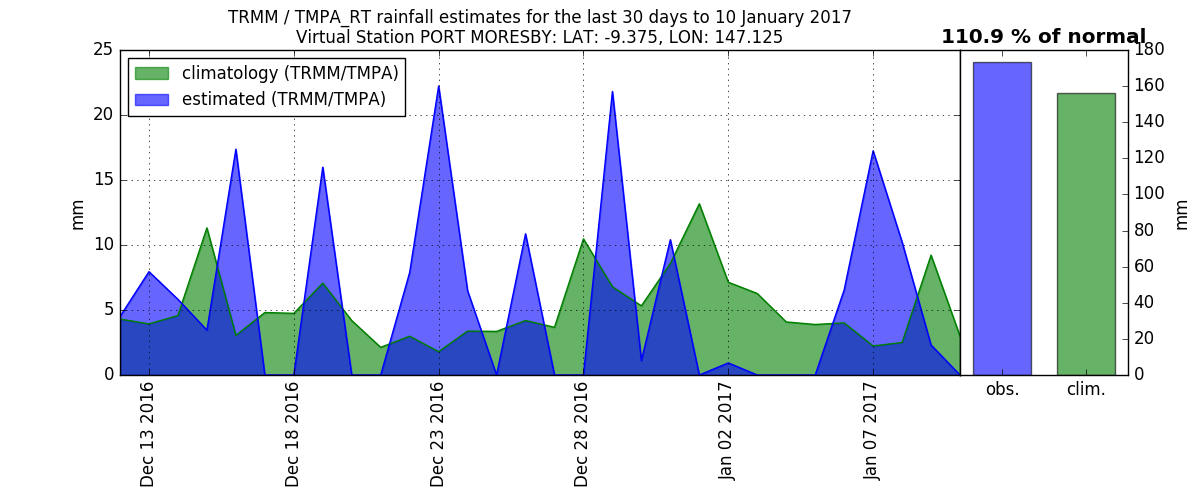 TRMM / TMPA_RT rainfall estimates for the last 30 days to 10 January 2017
Virtual Station PORT MORESBY: LAT: -9.375, LON: 147.125
110.9 % of normal
climatology (TRMM/TMPA)
estimated (TRMM/TMPA)
25
20
15
10
5
0
mm
Dec 13 2016
Dec 18 2016
Dec 23 2016
Dec 28 2016
Jan 02 2017
Jan 07 2017
obs.
clim.
180
160
140
120
100
80
60
40
20
0
mm